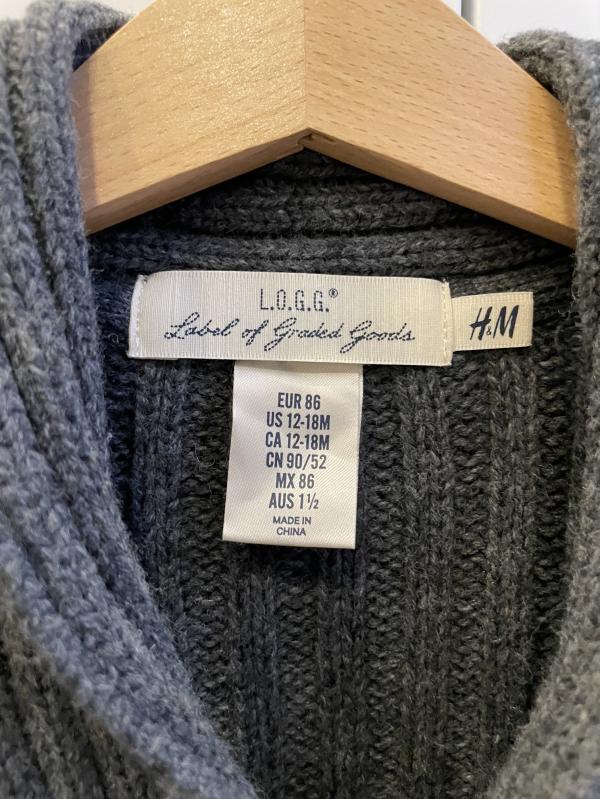 L.O.G.G.®
Label of Graded Goods
H&M
EUR 86
US 12-18M
CA 12-18M
CN 90/52
MX 86
AUS 1½
MADE IN
CHINA